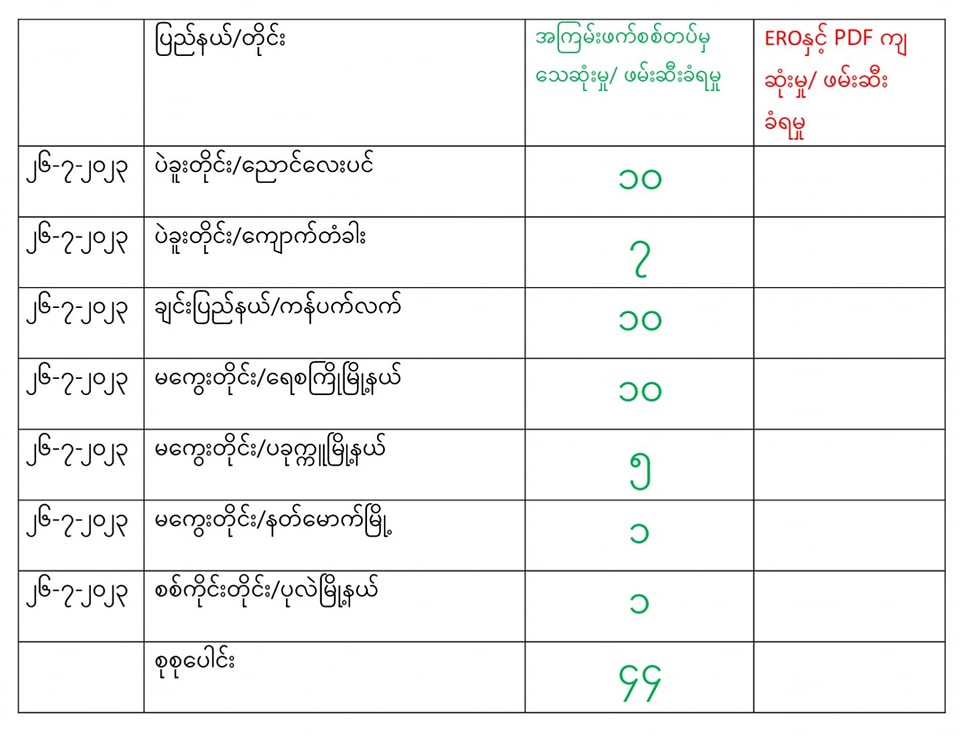 ပြည်နယ်/တိုင်း
အကြမ်းဖက်စစ်တပ်မှ
သေဆုံးမှု/ ဖမ်းဆီးခံရမှု
EROနှင့် PDF ကျ
ဆုံးမှု/ ဖမ်းဆီး
ခံရမှု
၂၆-၇-၂၀၂၃ ပဲခူးတိုင်း/ညောင်လေးပင် ၁၀
၂၆-၇-၂၀၂၃ ပဲခူးတိုင်း/ကျောက်တံခါး ၇
၂၆-၇-၂၀၂၃ ချင်းပြည်နယ်/ကန်ပက်လက် ၁၀
၂၆-၇-၂၀၂၃ မကွေးတိုင်း/ရေစကြိုမြို့နယ် ၁၀
၂၆-၇-၂၀၂၃ မကွေးတိုင်း/ပခုက္ကူမြို့နယ် ၅
၂၆-၇-၂၀၂၃ မကွေးတိုင်း/နတ်မောက်မြို့ ၁
၂၆-၇-၂၀၂၃ စစ်ကိုင်းတိုင်း/ပုလဲမြို့နယ် ၁
စုစုပေါင်း ၄၄